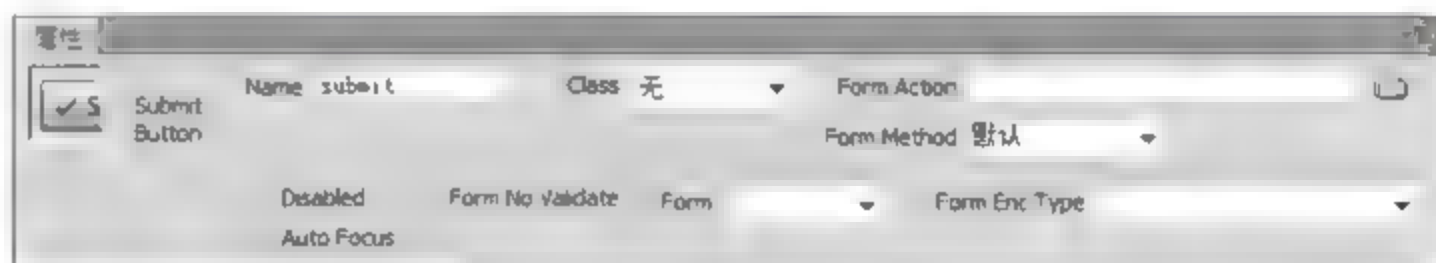 属性
Name submit Class 无 Form Action
Submit
Button
Form Method 默认
Disabled Form No Validate Form Form Enc Type
Auto Focus